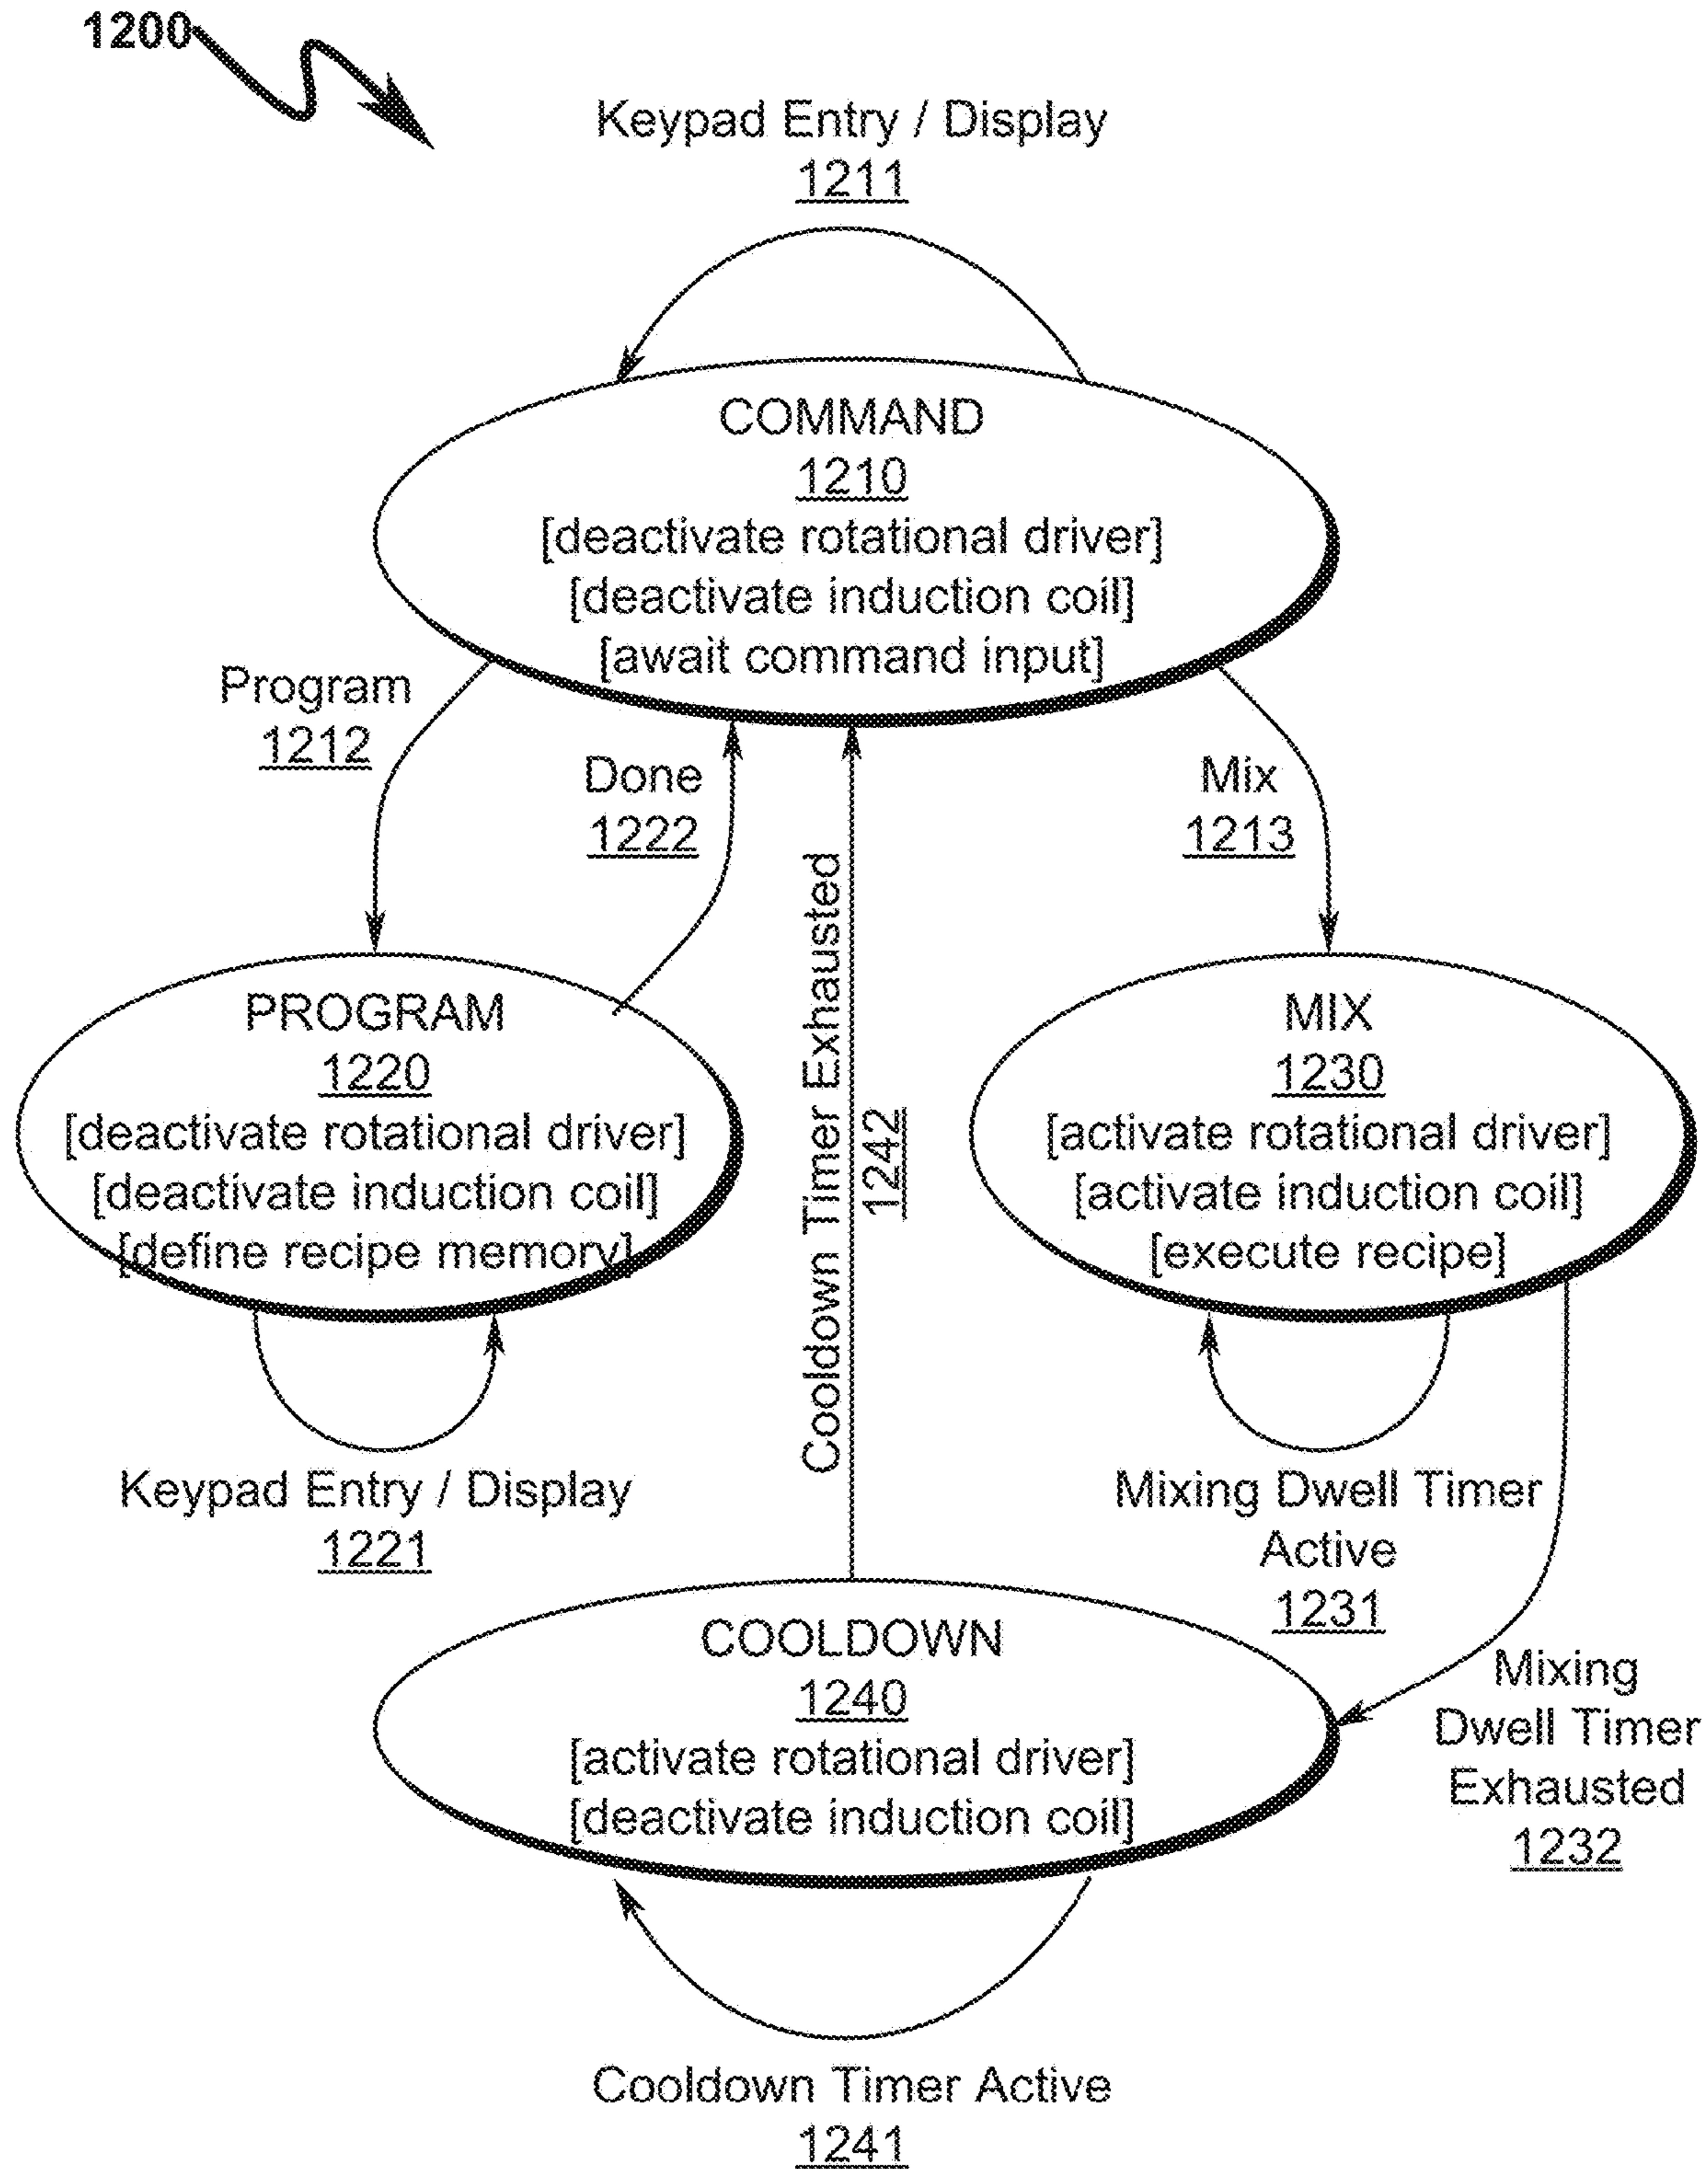 1200
Keypad Entry / Display
1211
COMMAND
1210
[deactivate rotational driver]
[deactivate induction coil]
[await command input]
Program
1212
Done
1222
Mix
1213
Cooldown Timer Exhausted
1242
PROGRAM
1220
[deactivate rotational driver]
[deactivate induction coil]
[define recipe memory]
MIX
1230
[activate rotational driver]
[activate induction coil]
[execute recipe]
Keypad Entry / Display
1221
Mixing Dwell Timer
Active
1231
Mixing
Dwell Timer
Exhausted
1232
COOLDOWN
1240
[activate rotational driver]
[deactivate induction coil]
Cooldown Timer Active
1241